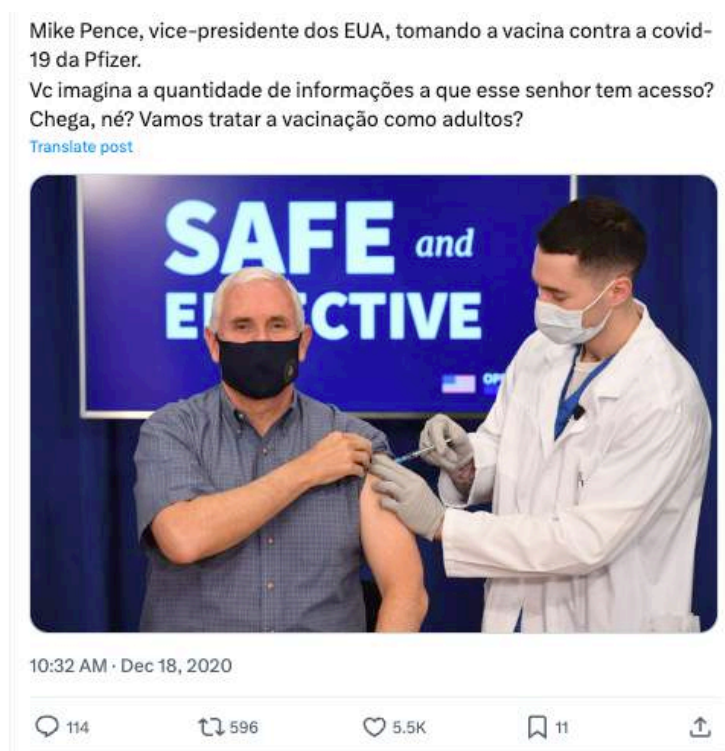 Mike Pence, vice-presidente dos EUA, tomando a vacina contra a covid-
19 da Pfizer.
Vc imagina a quantidade de informações a que esse senhor tem acesso?
Chega, né? Vamos tratar a vacinação como adultos?
Translate post
SAFE and
E CTIVE
OP
10:32 AM · Dec 18, 2020
114 596 5.5K 11